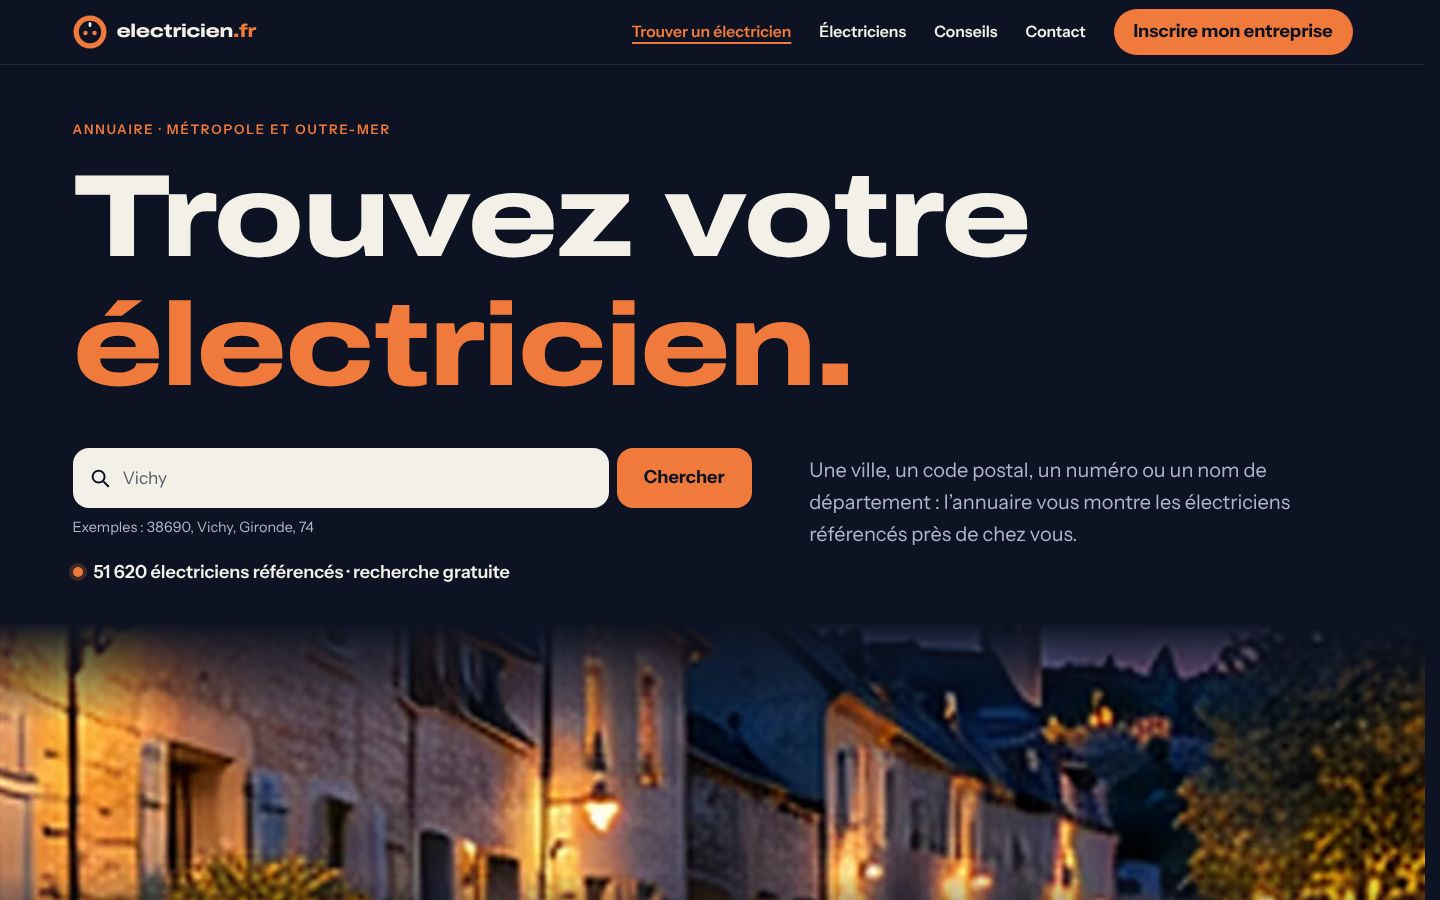 electricien.fr
Trouver un électricien
Électriciens
Conseils
Contact
Inscrire mon entreprise
ANNUAIRE · MÉTROPOLE ET OUTRE-MER
Trouvez votre
électricien.
Vichy
Chercher
Exemples : 38690, Vichy, Gironde, 74
51 620 électriciens référencés · recherche gratuite
Une ville, un code postal, un numéro ou un nom de
département : l’annuaire vous montre les électriciens
référencés près de chez vous.